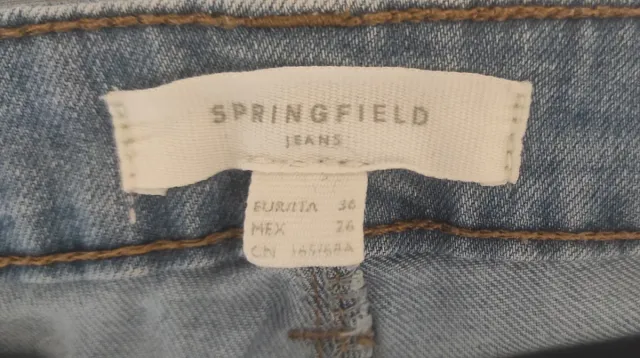 SPRINGFIELD
JEANS
EUR/ITA 36
MEX 26
CN 165/68A